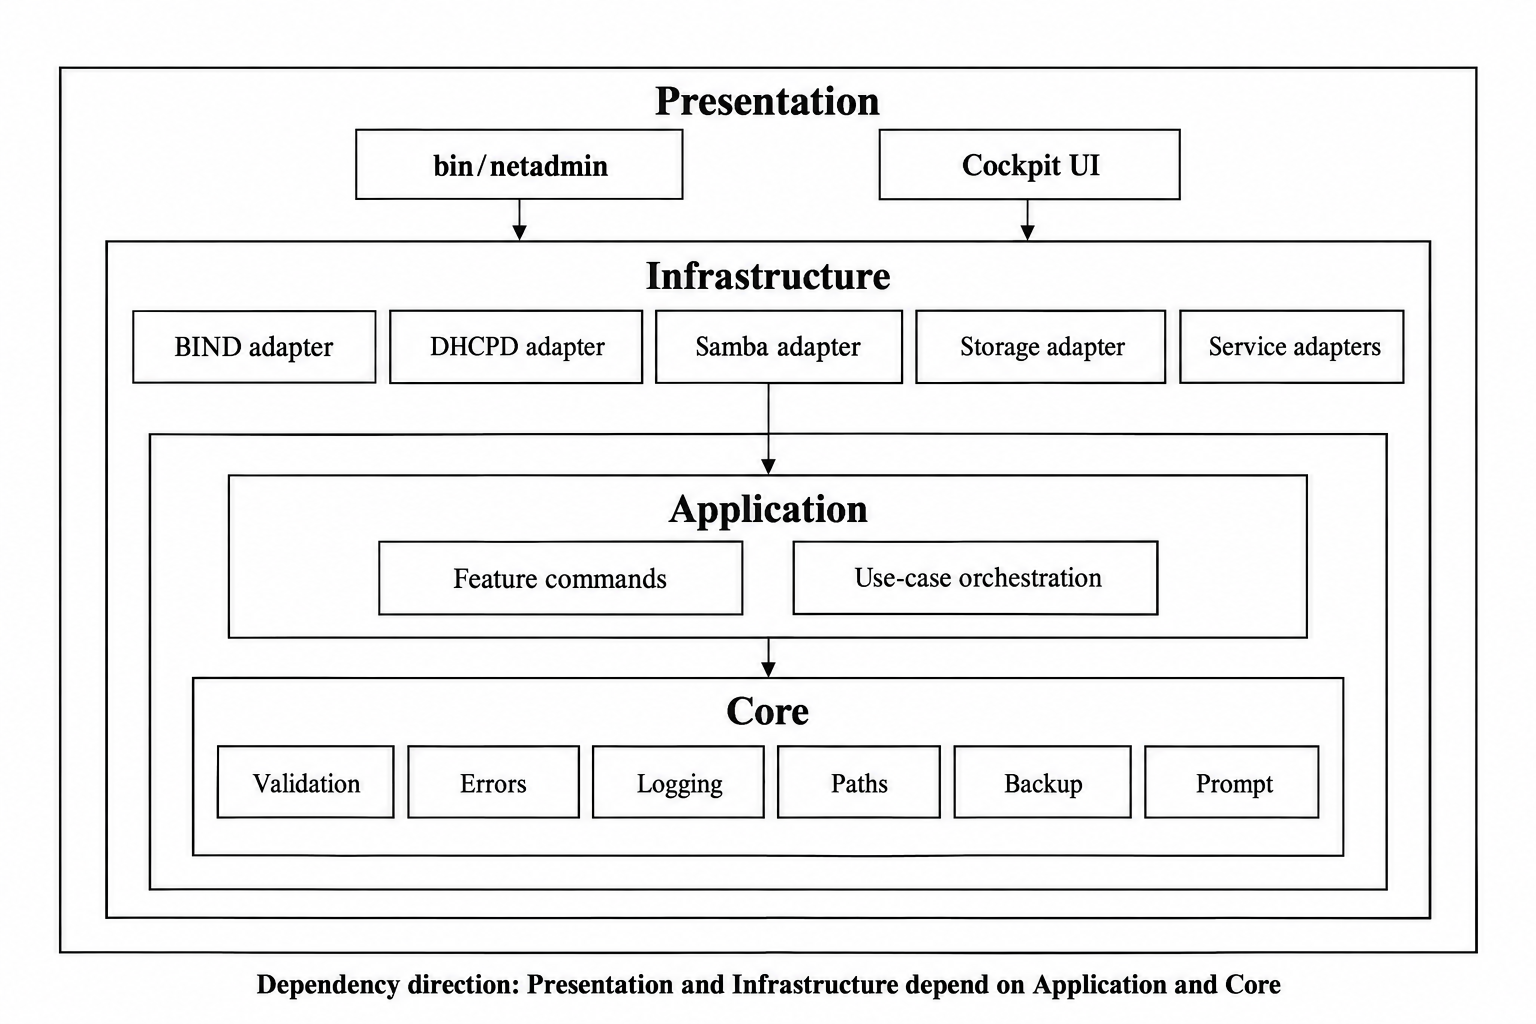 Presentation
bin/netadmin
Cockpit UI
Infrastructure
BIND adapter
DHCPD adapter
Samba adapter
Storage adapter
Service adapters
Application
Feature commands
Use-case orchestration
Core
Validation
Errors
Logging
Paths
Backup
Prompt
Dependency direction: Presentation and Infrastructure depend on Application and Core